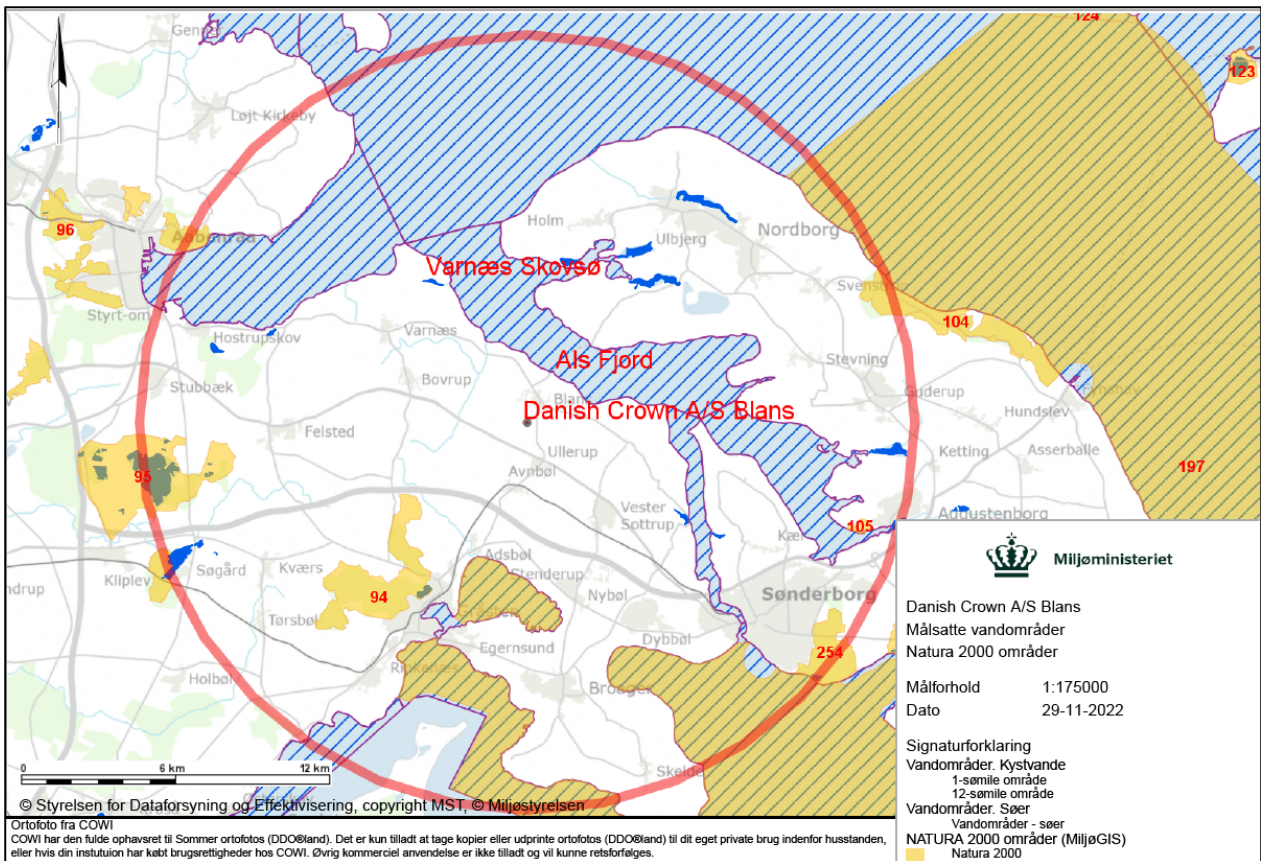 124
Genner
123
Løjt Kirkeby
96
Aabenraa
Holm
Ulbjerg
Nordborg
Varnæs Skovsø
Svenstrup
Styrt-om
Hostrupskov
Varnæs
104
Als Fjord
Stevning
Stubbæk
Bovrup
Blans
Guderup
Fynshav
Danish Crown A/S Blans
Hundslev
Felsted
Ullerup
Ketting
Asserballe
95
Avnbøl
197
Vester
Sottrup
Augustenborg
105
Adsbøl
Kliplev
Søgård
Kværs
Stenderup
94
Nybøl
Sønderborg
Gråsten
Tørsbøl
Dybbøl
Egernsund
254
Rinkenæs
Holbøl
Broager
Skelde
0 6 km 12 km
© Styrelsen for Dataforsyning og Effektivisering, copyright MST, © Miljøstyrelsen
Miljøministeriet
Danish Crown A/S Blans
Målsatte vandområder
Natura 2000 områder
Målforhold 1:175000
Dato 29-11-2022
Signaturforklaring
Vandområder. Kystvande
1-sømile område
12-sømile område
Vandområder. Søer
Vandområder - søer
NATURA 2000 områder (MiljøGIS)
Natura 2000
Ortofoto fra COWI
COWI har den fulde ophavsret til Sommer ortofotos (DDO®land). Det er kun tilladt at tage kopier eller udprinte ortofotos (DDO®land) til dit eget private brug indenfor husstanden,
eller hvis din instutuion har købt brugsrettigheder hos COWI. Øvrig kommerciel anvendelse er ikke tilladt og vil kunne retsforfølges.